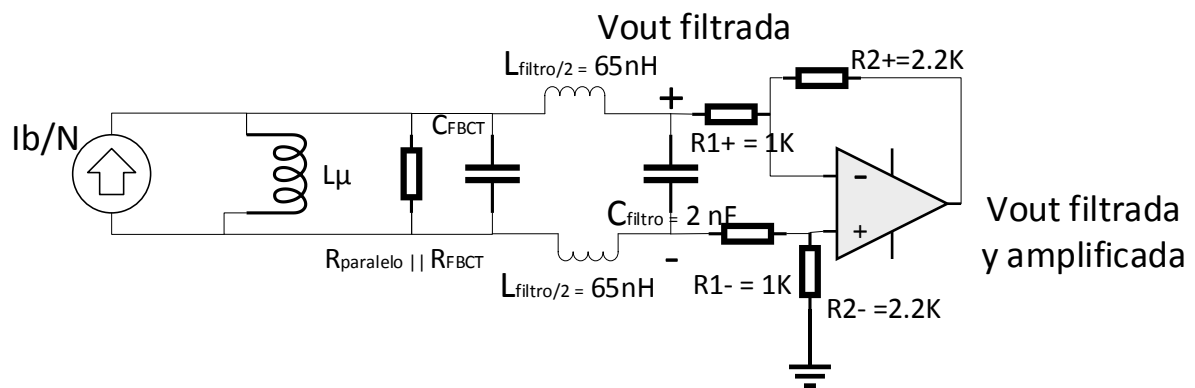 Vout filtrada
R2+=2.2K
Lfiltro/2 = 65nH
+
Ib/N
CFBCT
R1+ = 1K
Lμ
-
+
Cfiltro = 2 nF
Vout filtrada
y amplificada
Rparalelo || RFBCT
-
Lfiltro/2 = 65nH
R1- = 1K
R2- =2.2K